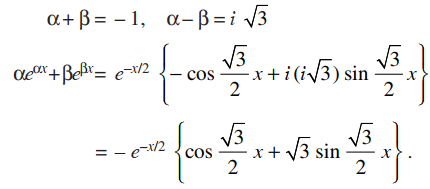 α + β = − 1, α − β = i √3
αe^{αx} + βe^{βx} = e^{−x/2} {− cos √3/2 x + i (i√3) sin √3/2 x}
= − e^{−x/2} {cos √3/2 x + √3 sin √3/2 x}.